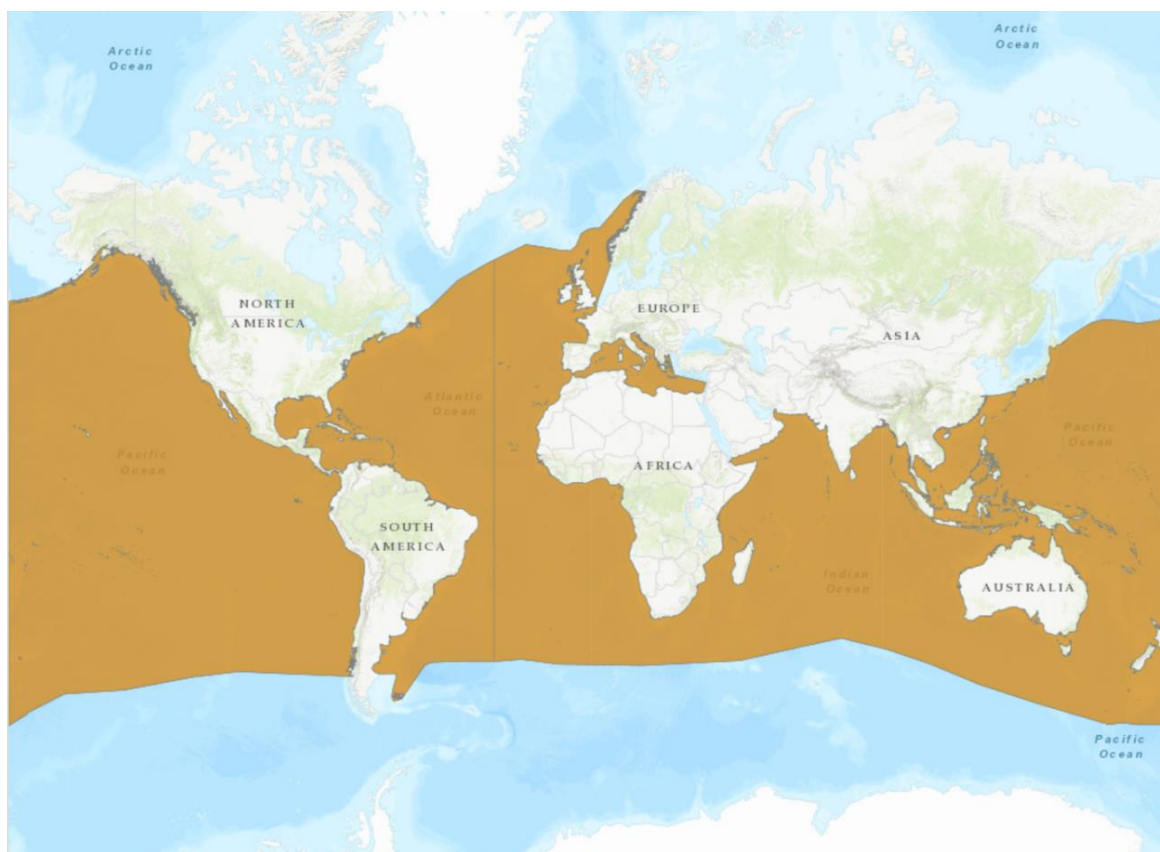 Arctic
Ocean
Arctic
Ocean
NORTH
AMERICA
EUROPE
ASIA
Atlantic
Ocean
Pacific
Ocean
Pacific
Ocean
AFRICA
SOUTH
AMERICA
Indian
Ocean
AUSTRALIA
Pacific
Ocean